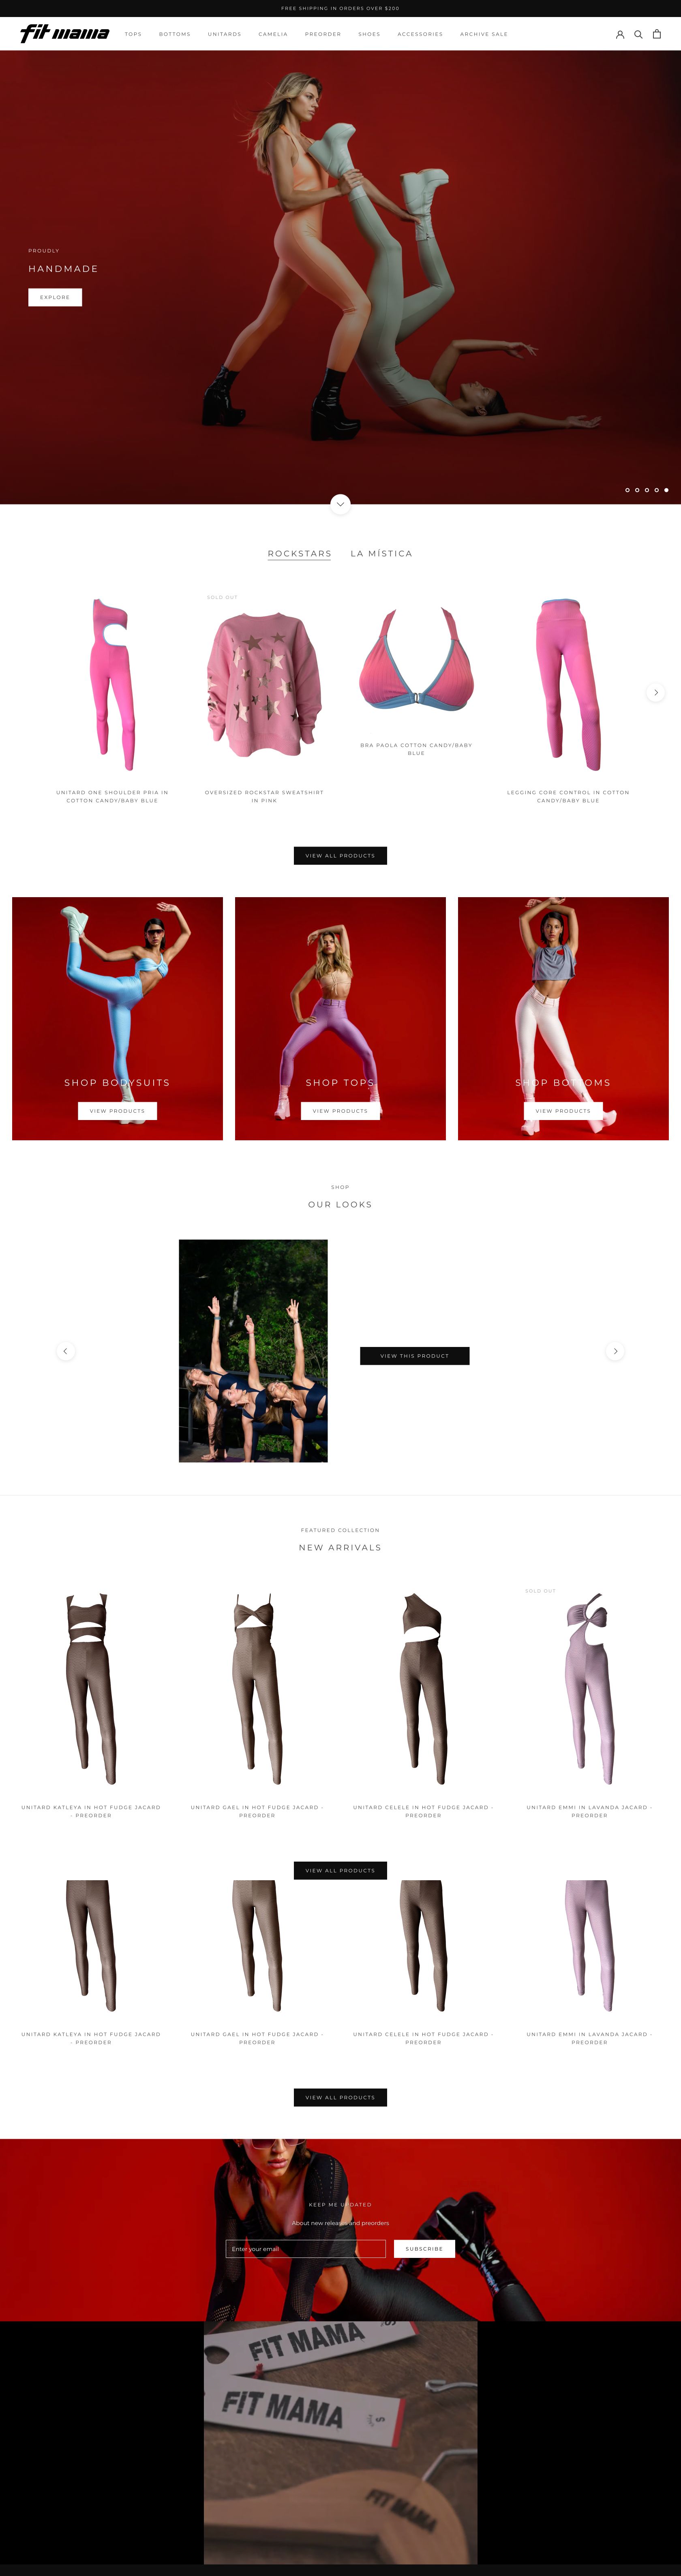 FREE SHIPPING IN ORDERS OVER $200
fit mama
TOPS BOTTOMS UNITARDS CAMELIA PREORDER SHOES ACCESSORIES ARCHIVE SALE
PROUDLY
HANDMADE
EXPLORE
ROCKSTARS LA MÍSTICA
SOLD OUT
UNITARD ONE SHOULDER PRIA IN
COTTON CANDY/BABY BLUE
OVERSIZED ROCKSTAR SWEATSHIRT
IN PINK
BRA PAOLA COTTON CANDY/BABY
BLUE
LEGGING CORE CONTROL IN COTTON
CANDY/BABY BLUE
VIEW ALL PRODUCTS
SHOP BODYSUITS
VIEW PRODUCTS
SHOP TOPS
VIEW PRODUCTS
SHOP BOTTOMS
VIEW PRODUCTS
SHOP
OUR LOOKS
VIEW THIS PRODUCT
FEATURED COLLECTION
NEW ARRIVALS
SOLD OUT
UNITARD KATLEYA IN HOT FUDGE JACARD
- PREORDER
UNITARD GAEL IN HOT FUDGE JACARD -
PREORDER
UNITARD CELELE IN HOT FUDGE JACARD -
PREORDER
UNITARD EMMI IN LAVANDA JACARD -
PREORDER
VIEW ALL PRODUCTS
UNITARD KATLEYA IN HOT FUDGE JACARD
- PREORDER
UNITARD GAEL IN HOT FUDGE JACARD -
PREORDER
UNITARD CELELE IN HOT FUDGE JACARD -
PREORDER
UNITARD EMMI IN LAVANDA JACARD -
PREORDER
VIEW ALL PRODUCTS
KEEP ME UPDATED
About new releases and preorders
Enter your email
SUBSCRIBE
FIT MAMA
FIT MAMA
S
FIT MAMA